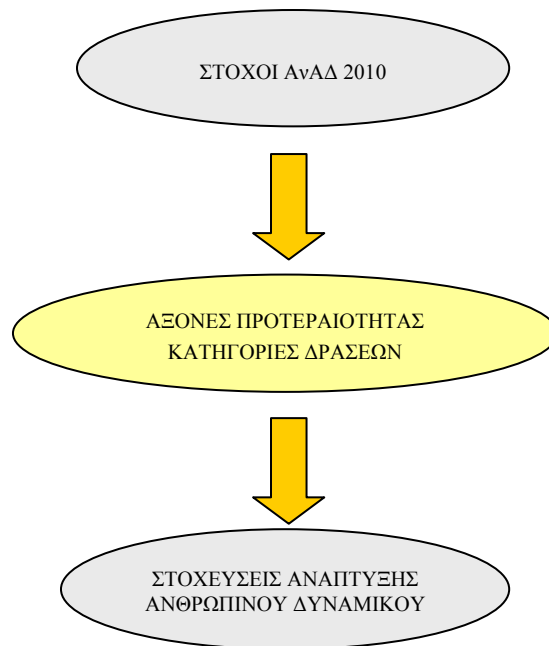 ΣΤΟΧΟΙ ΑνΑΔ 2010
ΑΞΟΝΕΣ ΠΡΟΤΕΡΑΙΟΤΗΤΑΣ
ΚΑΤΗΓΟΡΙΕΣ ΔΡΑΣΕΩΝ
ΣΤΟΧΕΥΣΕΙΣ ΑΝΑΠΤΥΞΗΣ
ΑΝΘΡΩΠΙΝΟΥ ΔΥΝΑΜΙΚΟΥ